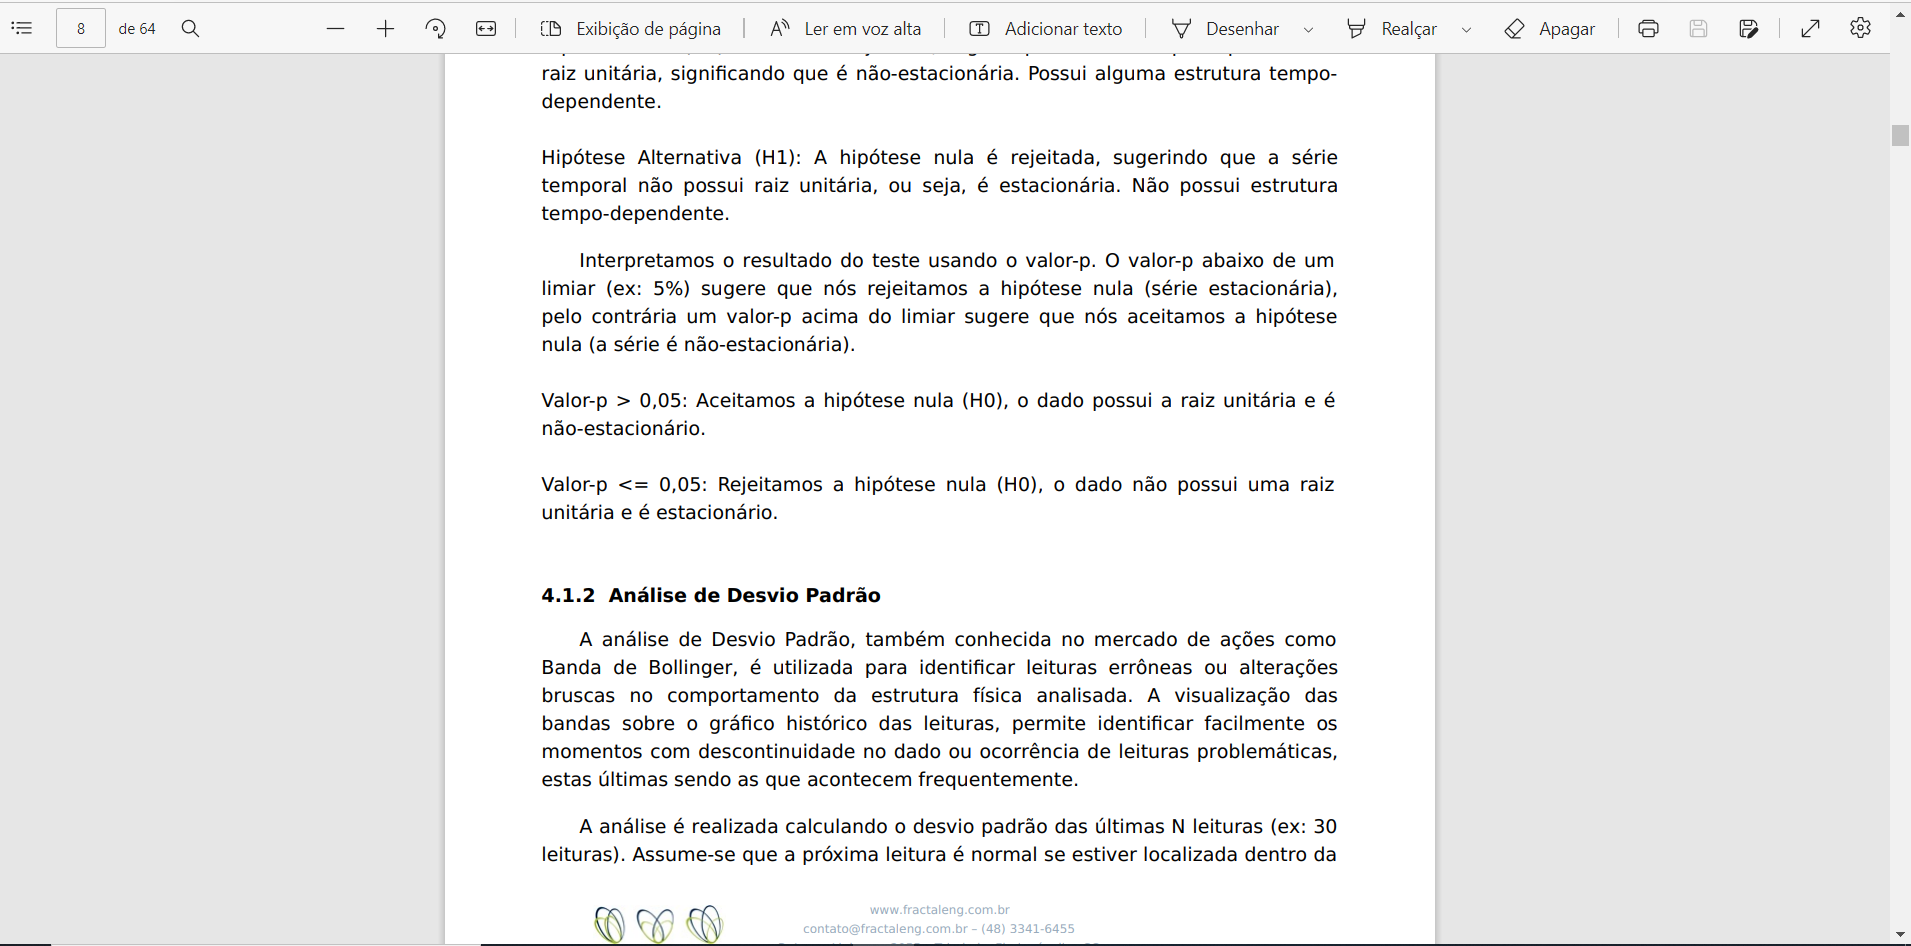 8 de 64 Exibição de página Ler em voz alta Adicionar texto Desenhar Realçar Apagar
raiz unitária, significando que é não-estacionária. Possui alguma estrutura tempo-
dependente.
Hipótese Alternativa (H1): A hipótese nula é rejeitada, sugerindo que a série
temporal não possui raiz unitária, ou seja, é estacionária. Não possui estrutura
tempo-dependente.
Interpretamos o resultado do teste usando o valor-p. O valor-p abaixo de um
limiar (ex: 5%) sugere que nós rejeitamos a hipótese nula (série estacionária),
pelo contrária um valor-p acima do limiar sugere que nós aceitamos a hipótese
nula (a série é não-estacionária).
Valor-p > 0,05: Aceitamos a hipótese nula (H0), o dado possui a raiz unitária e é
não-estacionário.
Valor-p <= 0,05: Rejeitamos a hipótese nula (H0), o dado não possui uma raiz
unitária e é estacionário.
4.1.2 Análise de Desvio Padrão
A análise de Desvio Padrão, também conhecida no mercado de ações como
Banda de Bollinger, é utilizada para identificar leituras errôneas ou alterações
bruscas no comportamento da estrutura física analisada. A visualização das
bandas sobre o gráfico histórico das leituras, permite identificar facilmente os
momentos com descontinuidade no dado ou ocorrência de leituras problemáticas,
estas últimas sendo as que acontecem frequentemente.
A análise é realizada calculando o desvio padrão das últimas N leituras (ex: 30
leituras). Assume-se que a próxima leitura é normal se estiver localizada dentro da
www.fractaleng.com.br
contato@fractaleng.com.br – (48) 3341-6455